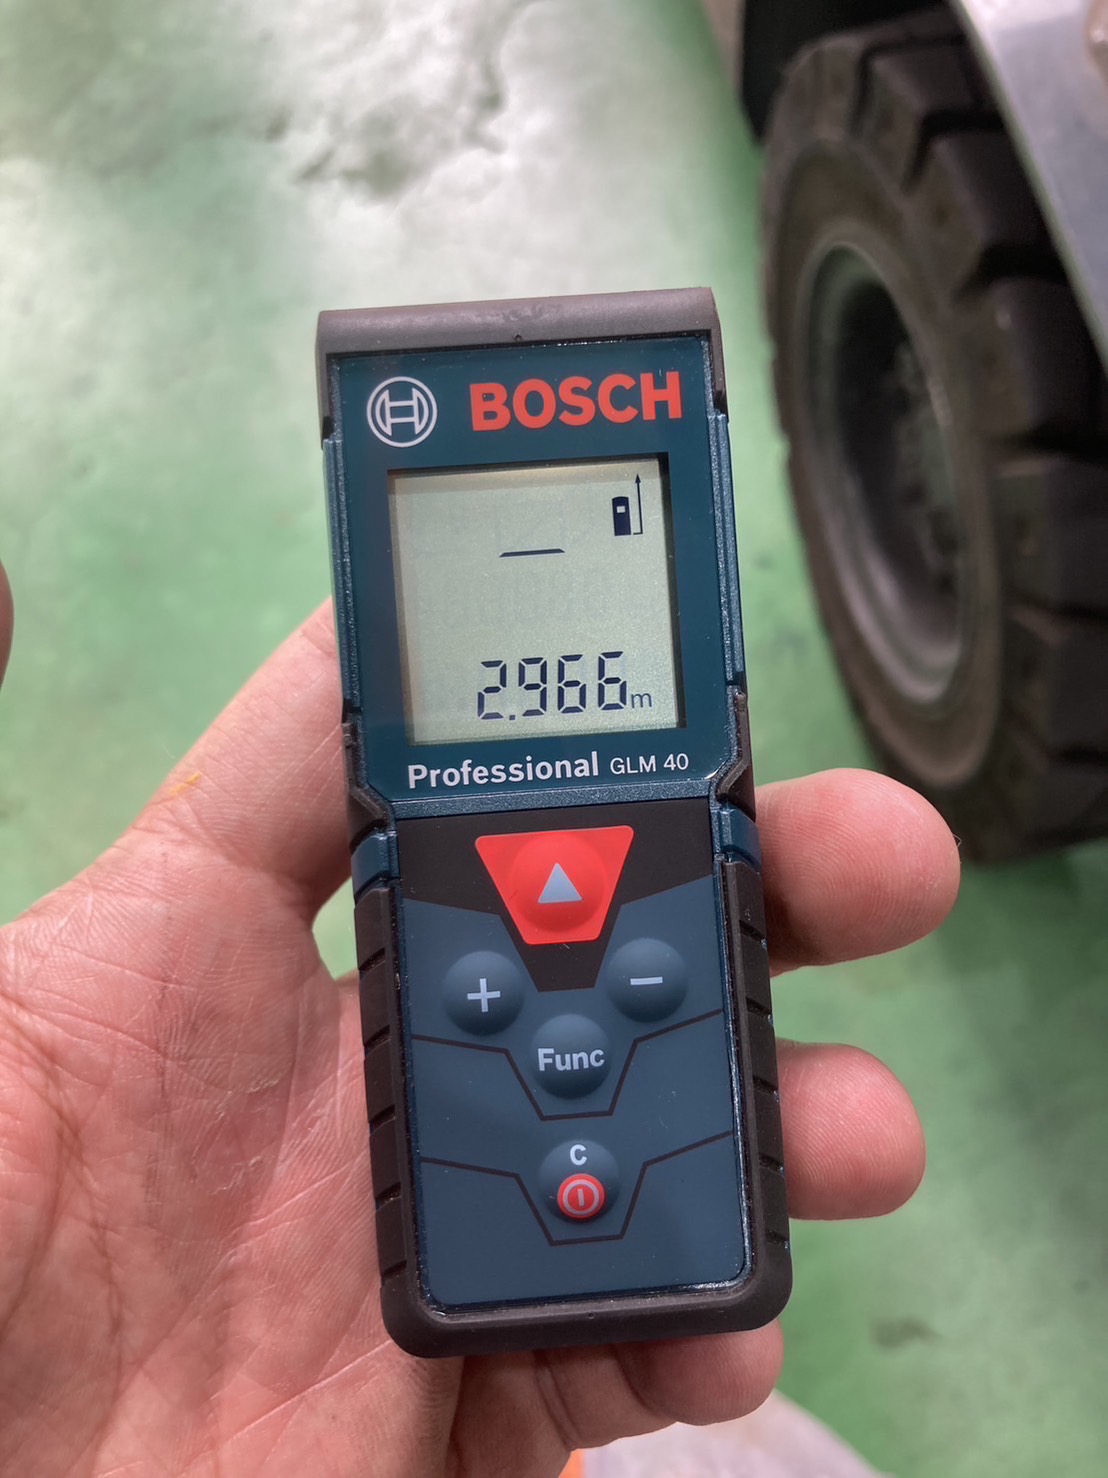 BOSCH
2.966m
Professional GLM 40
+
−
Func
C